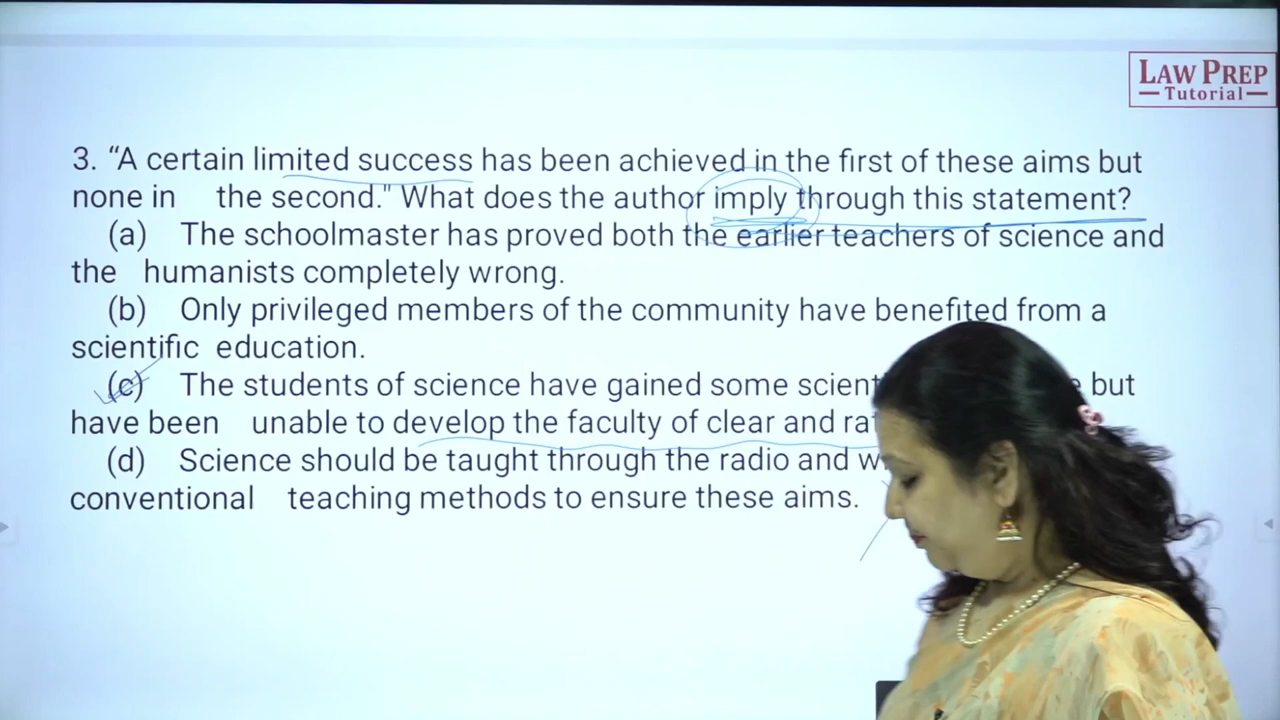 LAW PREP
Tutorial
3. “A certain limited success has been achieved in the first of these aims but
none in the second." What does the author imply through this statement?
(a) The schoolmaster has proved both the earlier teachers of science and
the humanists completely wrong.
(b) Only privileged members of the community have benefited from a
scientific education.
(c) The students of science have gained some but
have been unable to develop the faculty of clear and
(d) Science should be taught through the radio and
conventional teaching methods to ensure these aims.